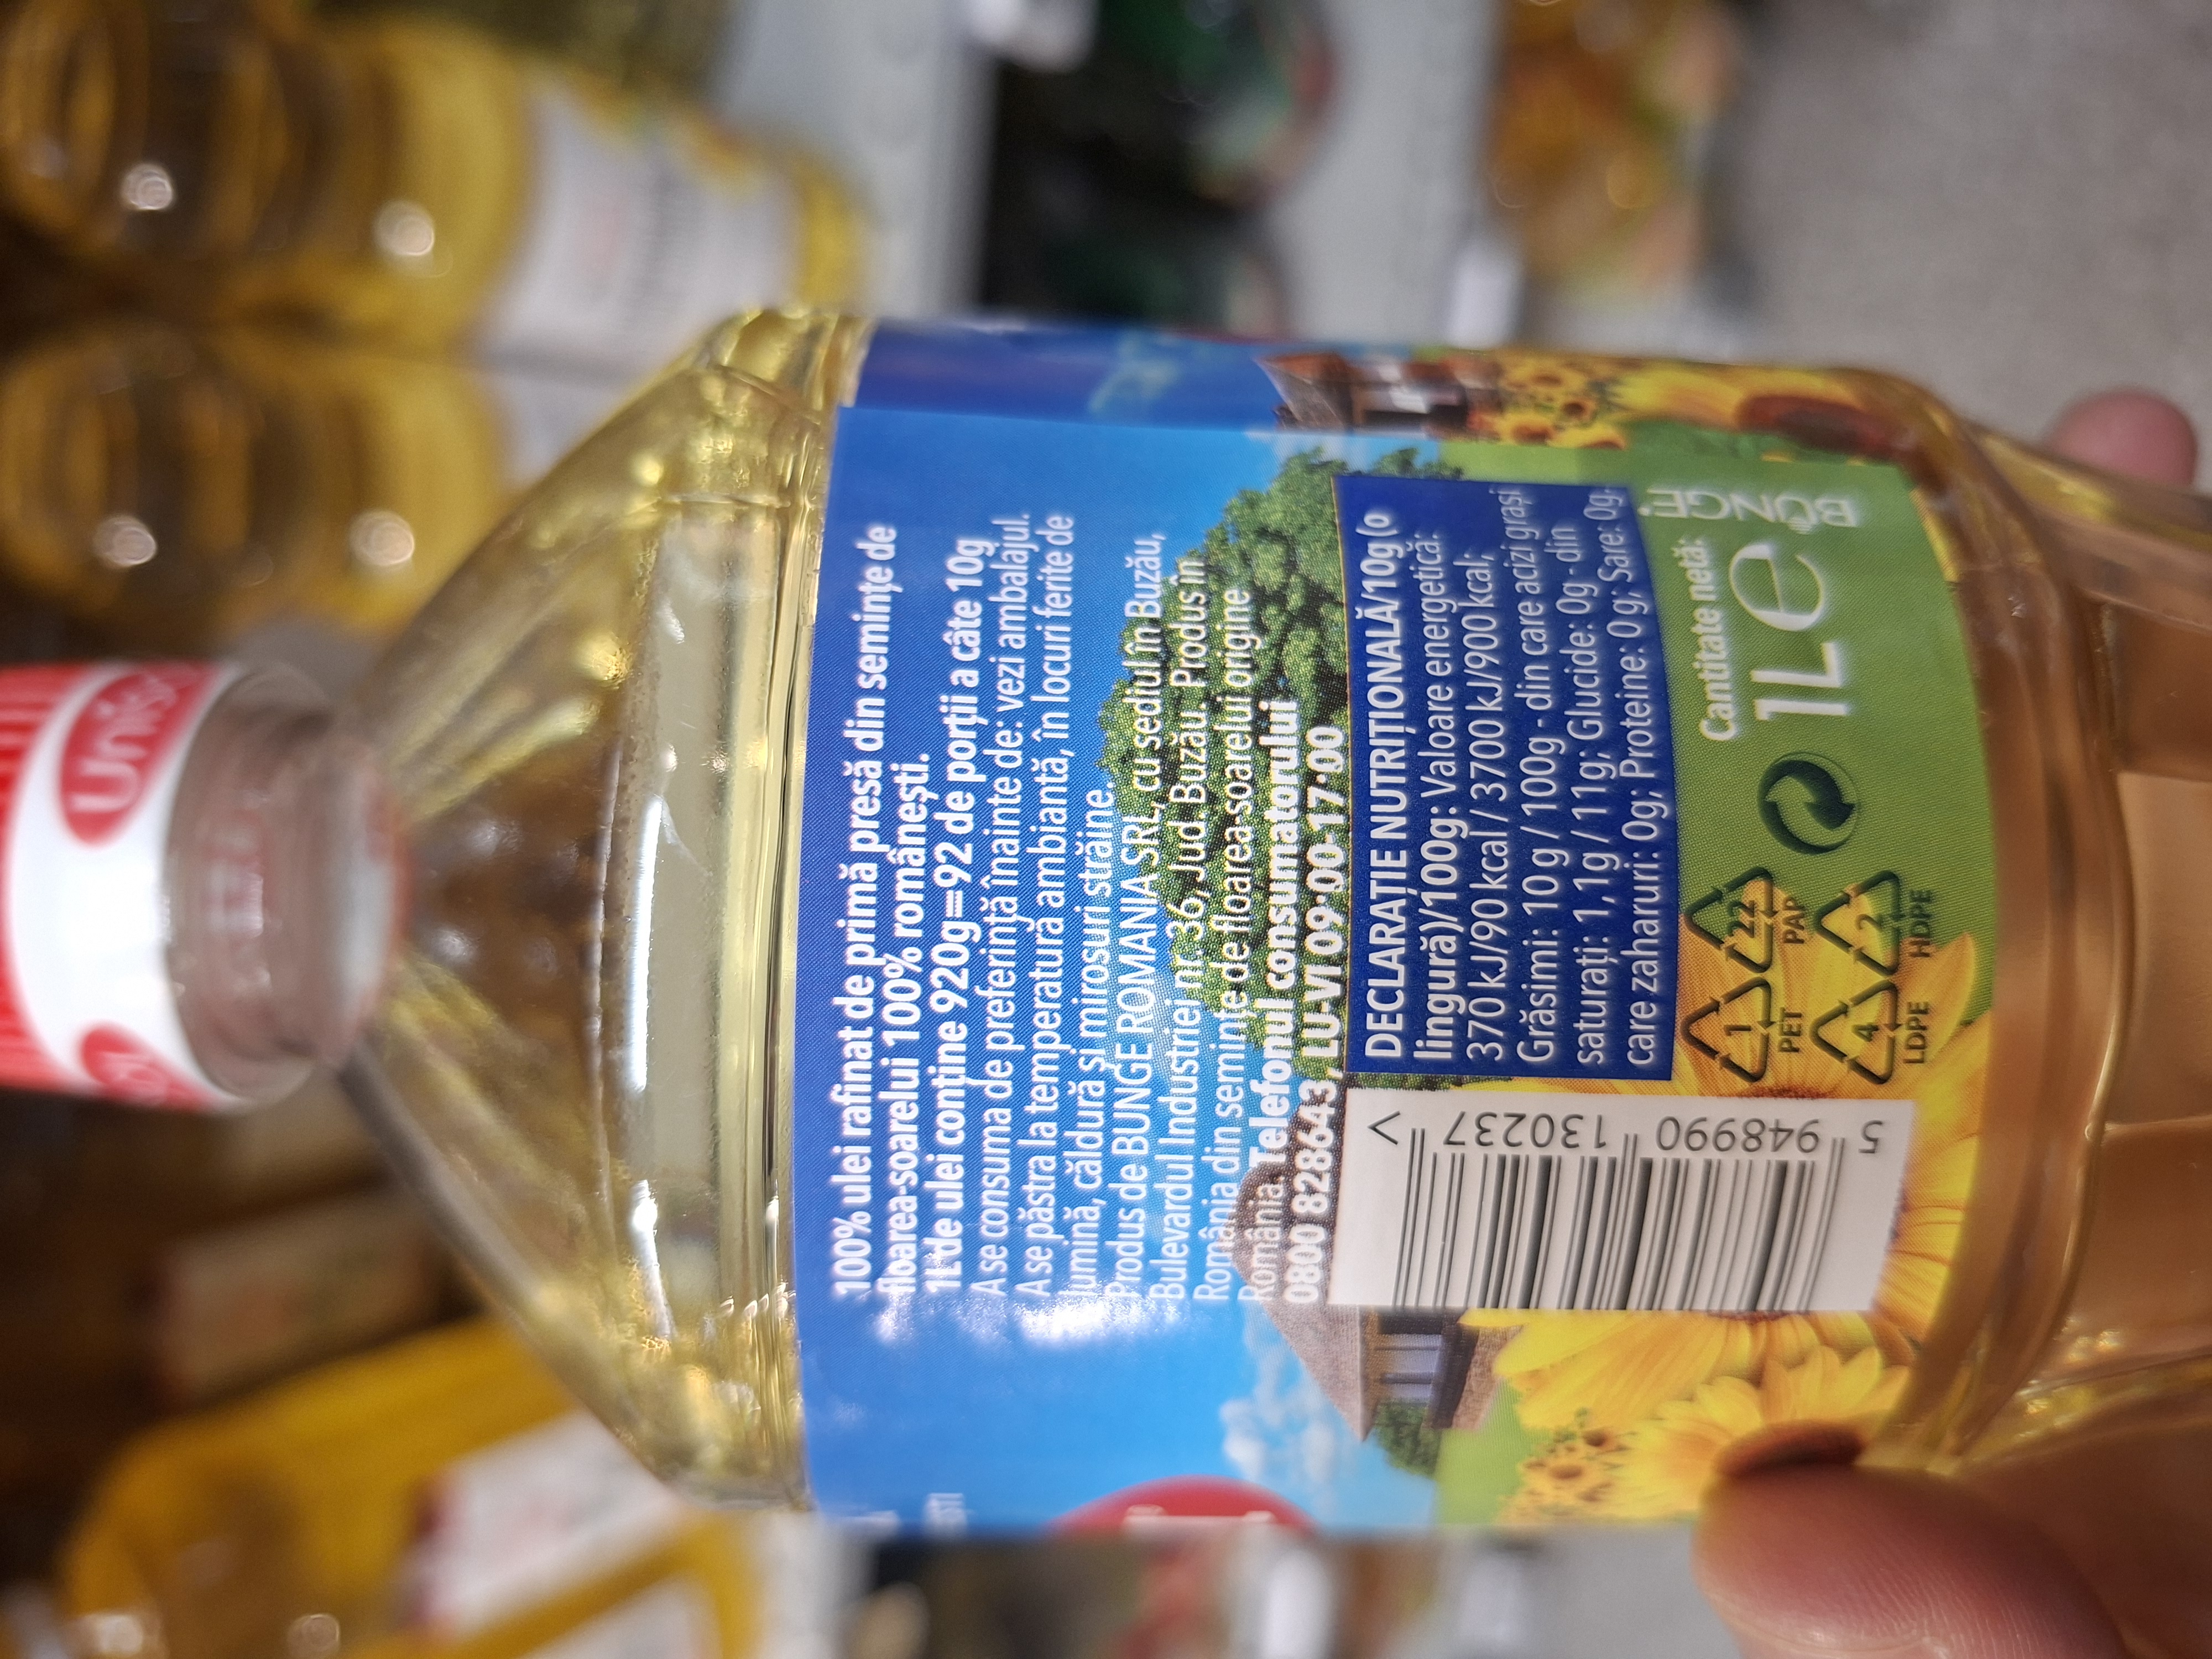 Unis
100% ulei rafinat de primă presă din semințe de
floarea-soarelui 100% românești.
1L de ulei conține 920g=92 de porții a câte 10g
A se consuma de preferință înainte de: vezi ambalajul.
A se păstra la temperatură ambiantă, în locuri ferite de
lumină, căldură și mirosuri străine.
Produs de BUNGE ROMANIA SRL, cu sediul în Buzău,
Bulevardul Industriei nr. 36, Jud. Buzău. Produs în
România din semințe de floarea-soarelui origine
România. Telefonul consumatorului
0800 828643, LU-VI 09:00-17:00
DECLARAȚIE NUTRIȚIONALĂ/10g (o
lingură)/100g: Valoare energetică:
370 kJ/90 kcal / 3700 kJ/900 kcal;
Grăsimi: 10 g / 100g - din care acizi grași
saturați: 1,1g / 11g; Glucide: 0g - din
care zaharuri: 0g; Proteine: 0 g; Sare: 0g.
5 948990 130237 >
1 22
PET PAP
4 2
LDPE HDPE
Cantitate netă:
1L e
BUNGE